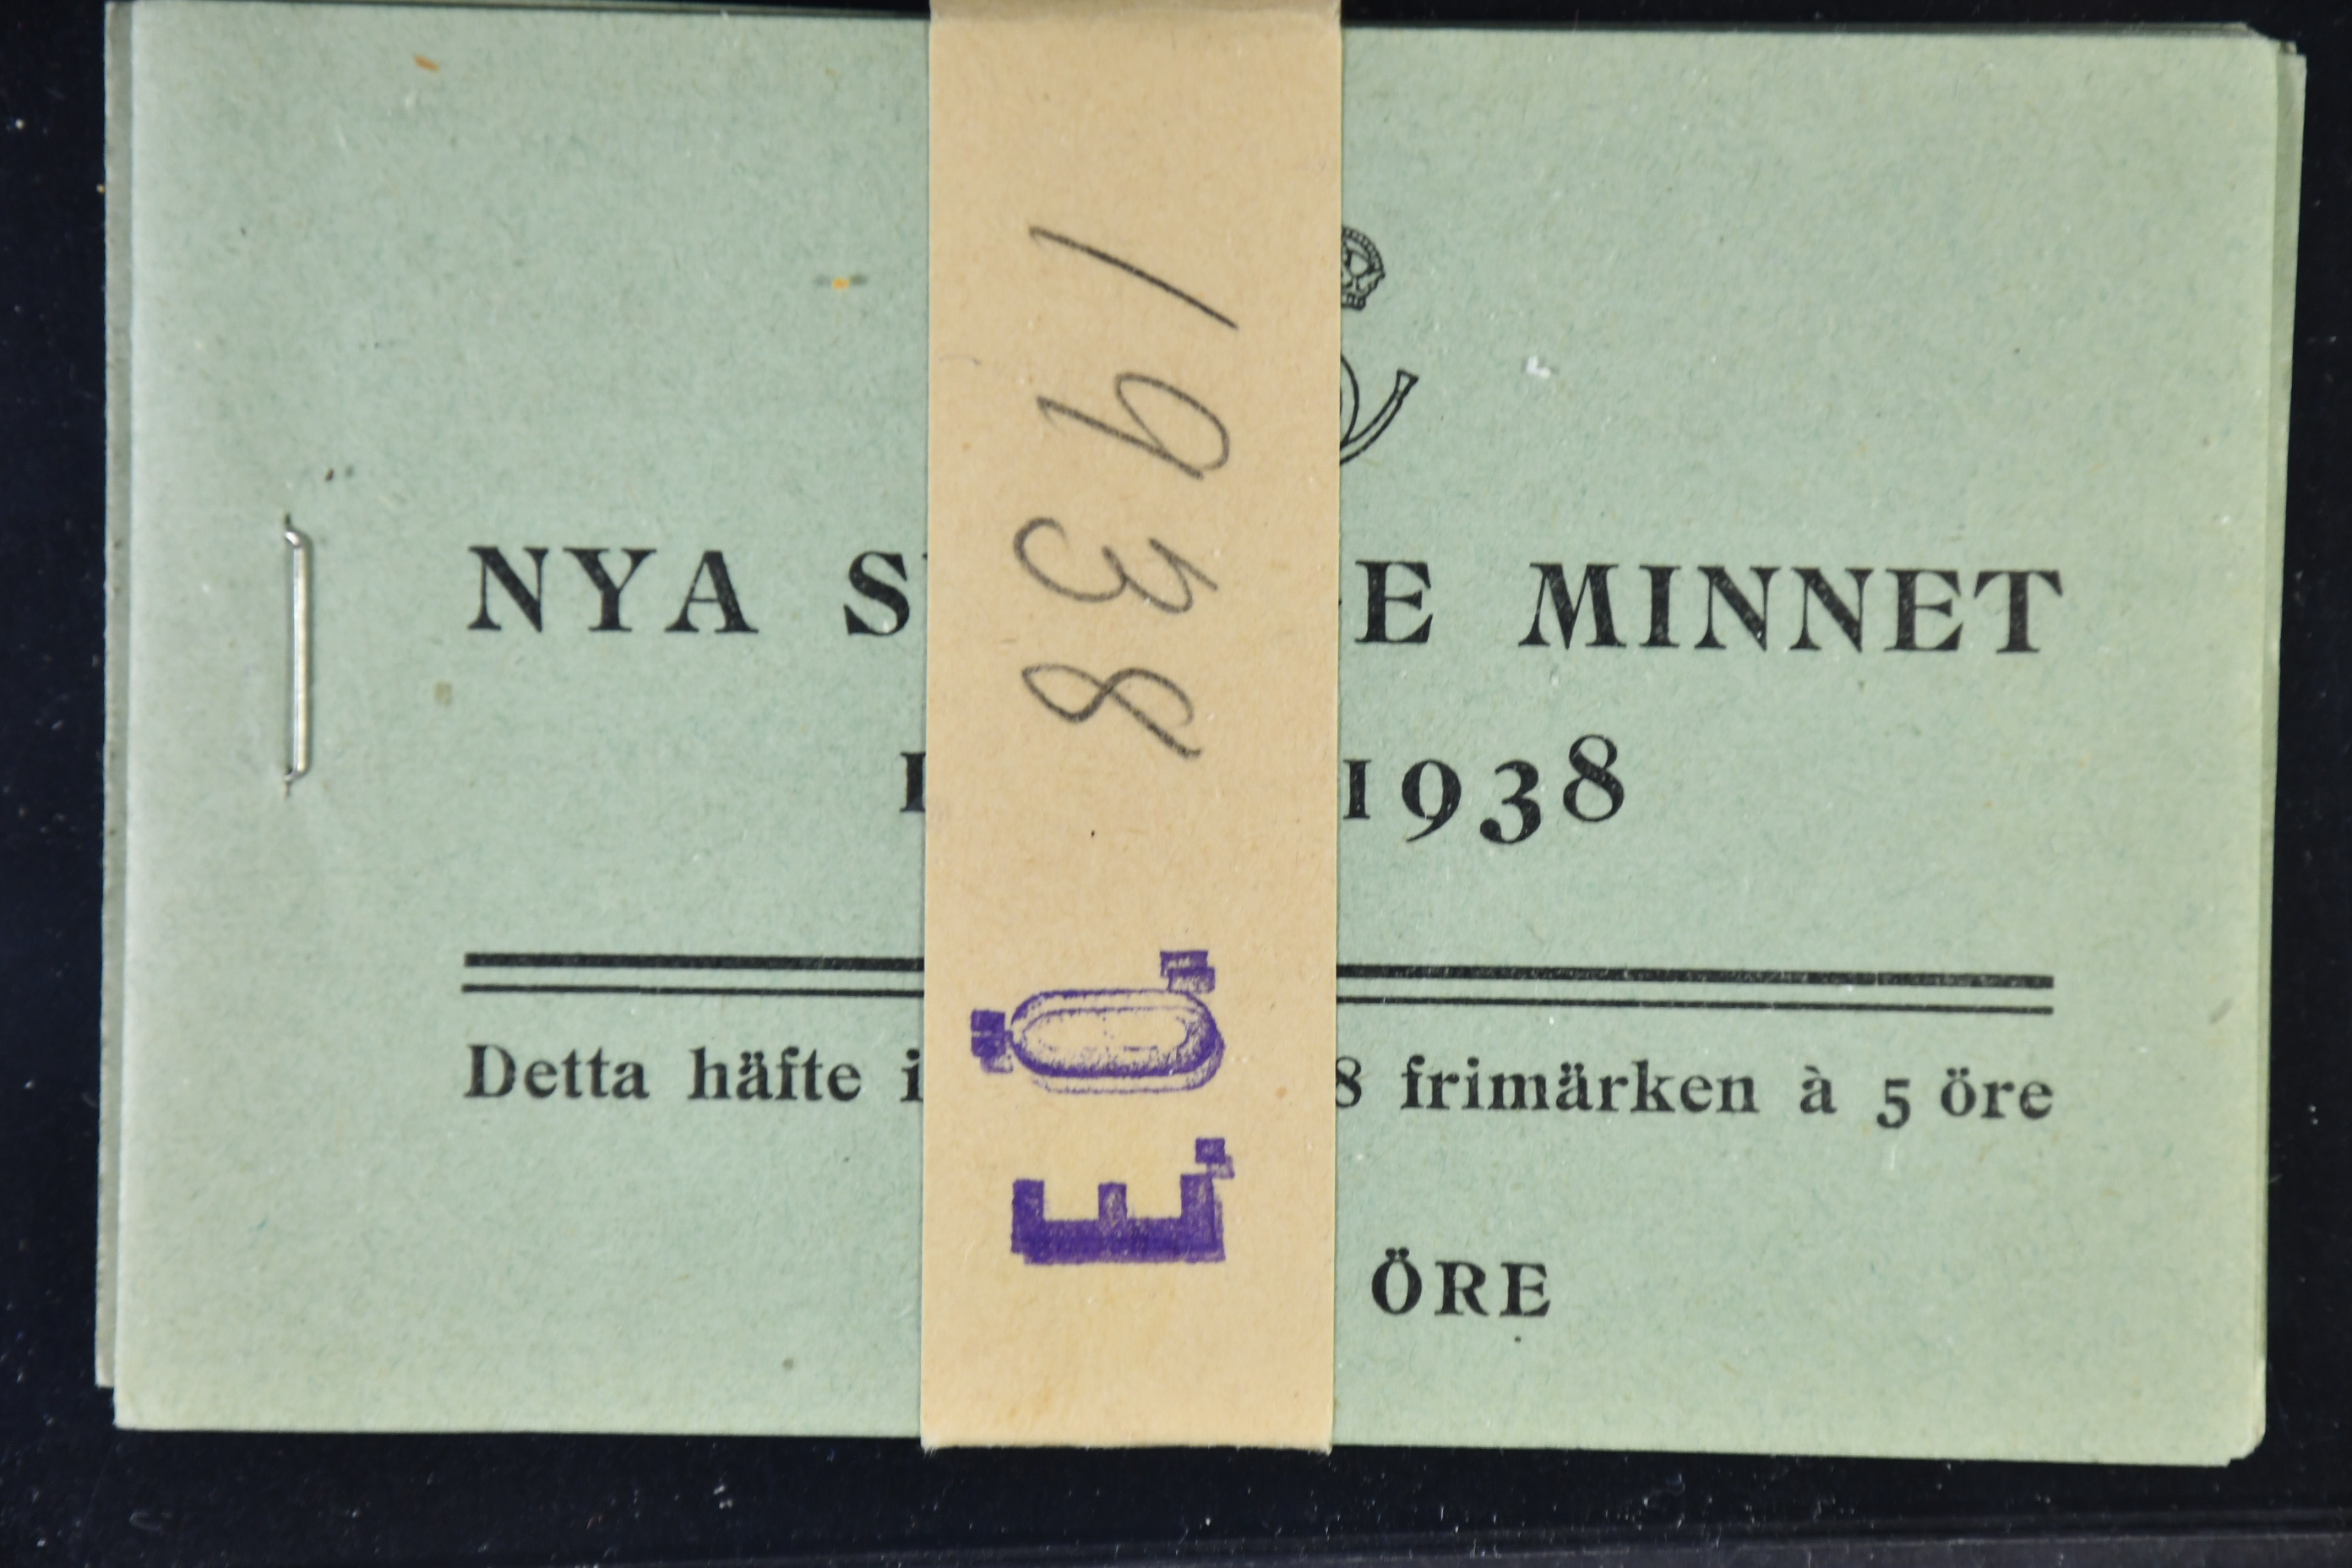 NYA S E MINNET
1938
Detta häfte i 8 frimärken à 5 öre
ÖRE
1938
E.O.